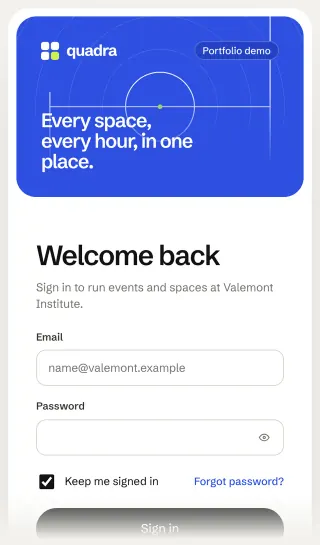 quadra
Portfolio demo
Every space,
every hour, in one
place.
Welcome back
Sign in to run events and spaces at Valemont
Institute.
Email
name@valemont.example
Password
Keep me signed in
Forgot password?
Sign in